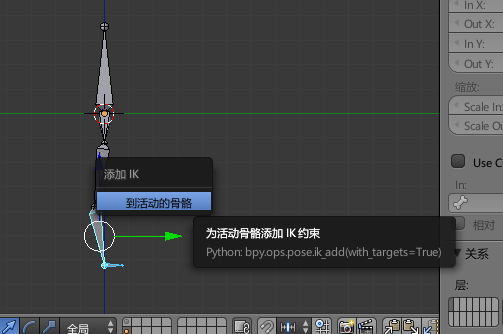 In X:
Out X:
In Y:
Out Y:
缩放:
Scale In:
Scale Ou
Use C
In:
相对
关系
层:
添加 IK
到活动的骨骼
为活动骨骼添加 IK 约束
Python: bpy.ops.pose.ik_add(with_targets=True)
全局